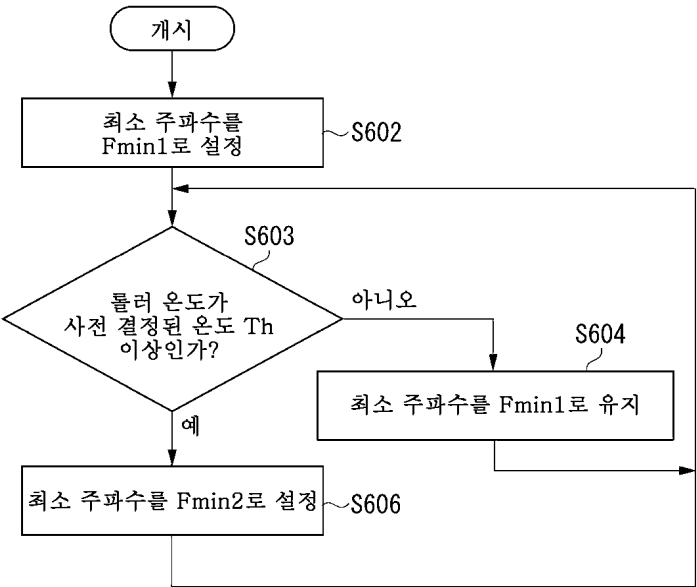 개시
최소 주파수를
Fmin1로 설정
S602
S603
롤러 온도가
사전 결정된 온도 Th
이상인가?
아니오
S604
최소 주파수를 Fmin1로 유지
예
최소 주파수를 Fmin2로 설정
S606